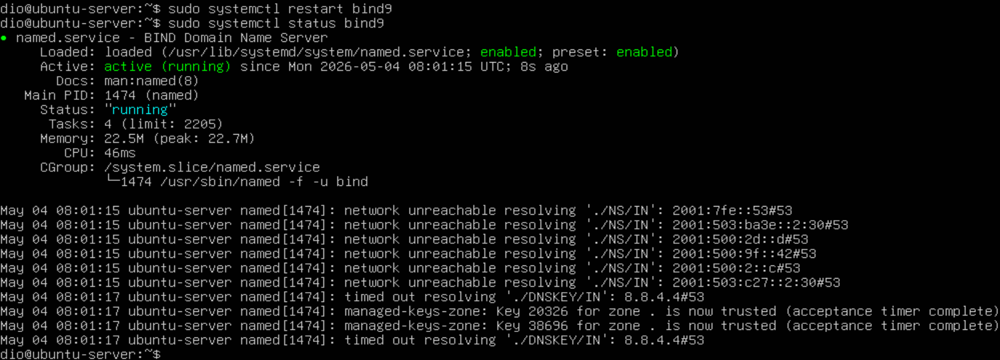 dio@ubuntu-server:~$ sudo systemctl restart bind9
dio@ubuntu-server:~$ sudo systemctl status bind9
● named.service - BIND Domain Name Server
     Loaded: loaded (/usr/lib/systemd/system/named.service; enabled; preset: enabled)
     Active: active (running) since Mon 2026-05-04 08:01:15 UTC; 8s ago
       Docs: man:named(8)
   Main PID: 1474 (named)
     Status: "running"
      Tasks: 4 (limit: 2205)
     Memory: 22.5M (peak: 22.7M)
        CPU: 46ms
     CGroup: /system.slice/named.service
             └─1474 /usr/sbin/named -f -u bind

May 04 08:01:15 ubuntu-server named[1474]: network unreachable resolving './NS/IN': 2001:7fe::53#53
May 04 08:01:15 ubuntu-server named[1474]: network unreachable resolving './NS/IN': 2001:503:ba3e::2:30#53
May 04 08:01:15 ubuntu-server named[1474]: network unreachable resolving './NS/IN': 2001:500:2d::d#53
May 04 08:01:15 ubuntu-server named[1474]: network unreachable resolving './NS/IN': 2001:500:9f::42#53
May 04 08:01:15 ubuntu-server named[1474]: network unreachable resolving './NS/IN': 2001:500:2::c#53
May 04 08:01:15 ubuntu-server named[1474]: network unreachable resolving './NS/IN': 2001:503:c27::2:30#53
May 04 08:01:17 ubuntu-server named[1474]: timed out resolving './DNSKEY/IN': 8.8.4.4#53
May 04 08:01:17 ubuntu-server named[1474]: managed-keys-zone: Key 20326 for zone . is now trusted (acceptance timer complete)
May 04 08:01:17 ubuntu-server named[1474]: managed-keys-zone: Key 38696 for zone . is now trusted (acceptance timer complete)
May 04 08:01:17 ubuntu-server named[1474]: timed out resolving './DNSKEY/IN': 8.8.4.4#53
dio@ubuntu-server:~$